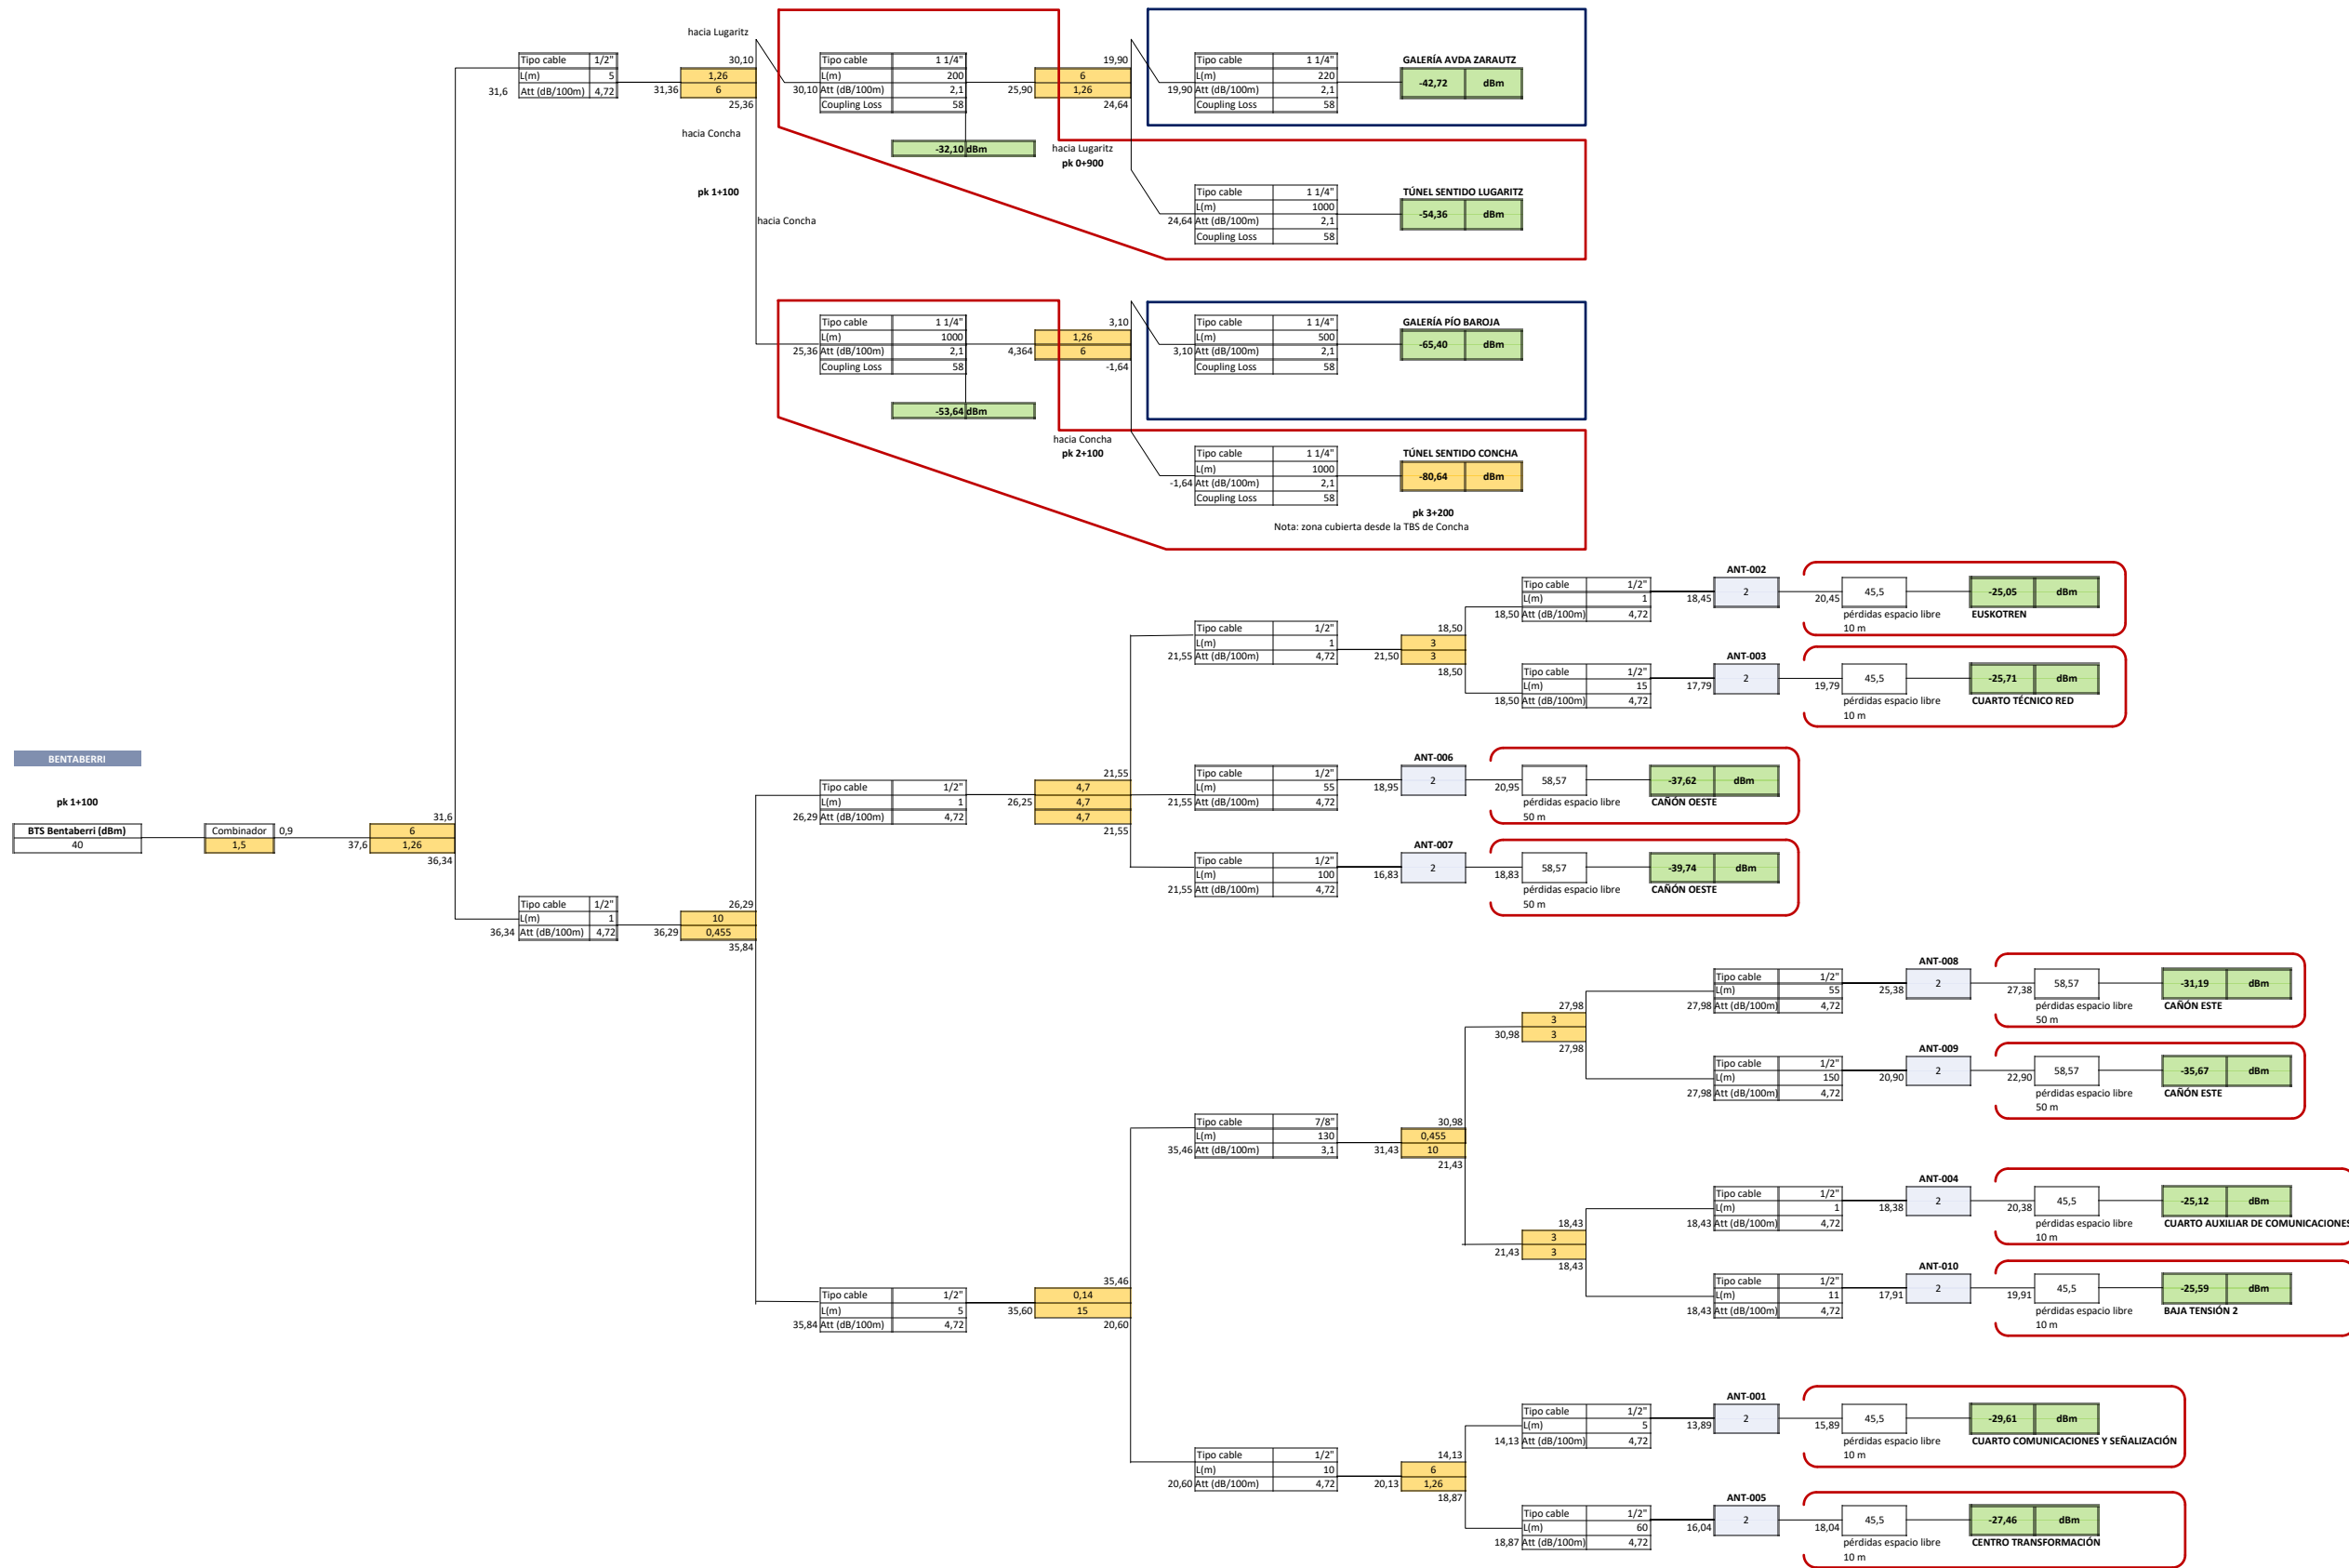 hacia Lugaritz
30,10
Tipo cable 1/2"
L(m) 5
31,6 Att (dB/100m) 4,72
31,36
1,26
6
25,36
hacia Concha
pk 1+100
hacia Concha
Tipo cable 1 1/4"
L(m) 200
30,10 Att (dB/100m) 2,1
Coupling Loss 58
-32,10 dBm
19,90
25,90
6
1,26
24,64
hacia Lugaritz
pk 0+900
Tipo cable 1 1/4"
L(m) 220
19,90 Att (dB/100m) 2,1
Coupling Loss 58
GALERÍA AVDA ZARAUTZ
-42,72 dBm
Tipo cable 1 1/4"
L(m) 1000
24,64 Att (dB/100m) 2,1
Coupling Loss 58
TÚNEL SENTIDO LUGARITZ
-54,36 dBm
Tipo cable 1 1/4"
L(m) 1000
25,36 Att (dB/100m) 2,1
Coupling Loss 58
-53,64 dBm
3,10
4,364
1,26
6
-1,64
hacia Concha
pk 2+100
Tipo cable 1 1/4"
L(m) 500
3,10 Att (dB/100m) 2,1
Coupling Loss 58
GALERÍA PÍO BAROJA
-65,40 dBm
Tipo cable 1 1/4"
L(m) 1000
-1,64 Att (dB/100m) 2,1
Coupling Loss 58
TÚNEL SENTIDO CONCHA
-80,64 dBm
pk 3+200
Nota: zona cubierta desde la TBS de Concha
BENTABERRI
pk 1+100
BTS Bentaberri (dBm)
40
Combinador 0,9
1,5
31,6
37,6
6
1,26
36,34
Tipo cable 1/2"
L(m) 1
36,34 Att (dB/100m) 4,72
26,29
36,29
10
0,455
35,84
Tipo cable 1/2"
L(m) 1
26,29 Att (dB/100m) 4,72
21,55
26,25
4,7
4,7
4,7
21,55
Tipo cable 1/2"
L(m) 1
21,55 Att (dB/100m) 4,72
18,50
21,50
3
3
18,50
ANT-002
Tipo cable 1/2"
L(m) 1
18,50 Att (dB/100m) 4,72
18,45
2
20,45
45,5
pérdidas espacio libre
10 m
-25,05 dBm
EUSKOTREN
ANT-003
Tipo cable 1/2"
L(m) 15
18,50 Att (dB/100m) 4,72
17,79
2
19,79
45,5
pérdidas espacio libre
10 m
-25,71 dBm
CUARTO TÉCNICO RED
ANT-006
Tipo cable 1/2"
L(m) 55
21,55 Att (dB/100m) 4,72
18,95
2
20,95
58,57
pérdidas espacio libre
50 m
-37,62 dBm
CAÑÓN OESTE
ANT-007
Tipo cable 1/2"
L(m) 100
21,55 Att (dB/100m) 4,72
16,83
2
18,83
58,57
pérdidas espacio libre
50 m
-39,74 dBm
CAÑÓN OESTE
Tipo cable 1/2"
L(m) 5
35,84 Att (dB/100m) 4,72
35,46
35,60
0,14
15
20,60
Tipo cable 7/8"
L(m) 130
35,46 Att (dB/100m) 3,1
30,98
31,43
0,455
10
21,43
27,98
30,98
3
3
27,98
ANT-008
Tipo cable 1/2"
L(m) 55
27,98 Att (dB/100m) 4,72
25,38
2
27,38
58,57
pérdidas espacio libre
50 m
-31,19 dBm
CAÑÓN ESTE
ANT-009
Tipo cable 1/2"
L(m) 150
27,98 Att (dB/100m) 4,72
20,90
2
22,90
58,57
pérdidas espacio libre
50 m
-35,67 dBm
CAÑÓN ESTE
18,43
21,43
3
3
18,43
ANT-004
Tipo cable 1/2"
L(m) 1
18,43 Att (dB/100m) 4,72
18,38
2
20,38
45,5
pérdidas espacio libre
10 m
-25,12 dBm
CUARTO AUXILIAR DE COMUNICACIONES
ANT-010
Tipo cable 1/2"
L(m) 11
18,43 Att (dB/100m) 4,72
17,91
2
19,91
45,5
pérdidas espacio libre
10 m
-25,59 dBm
BAJA TENSIÓN 2
Tipo cable 1/2"
L(m) 10
20,60 Att (dB/100m) 4,72
14,13
20,13
6
1,26
18,87
ANT-001
Tipo cable 1/2"
L(m) 5
14,13 Att (dB/100m) 4,72
13,89
2
15,89
45,5
pérdidas espacio libre
10 m
-29,61 dBm
CUARTO COMUNICACIONES Y SEÑALIZACIÓN
ANT-005
Tipo cable 1/2"
L(m) 60
18,87 Att (dB/100m) 4,72
16,04
2
18,04
45,5
pérdidas espacio libre
10 m
-27,46 dBm
CENTRO TRANSFORMACIÓN